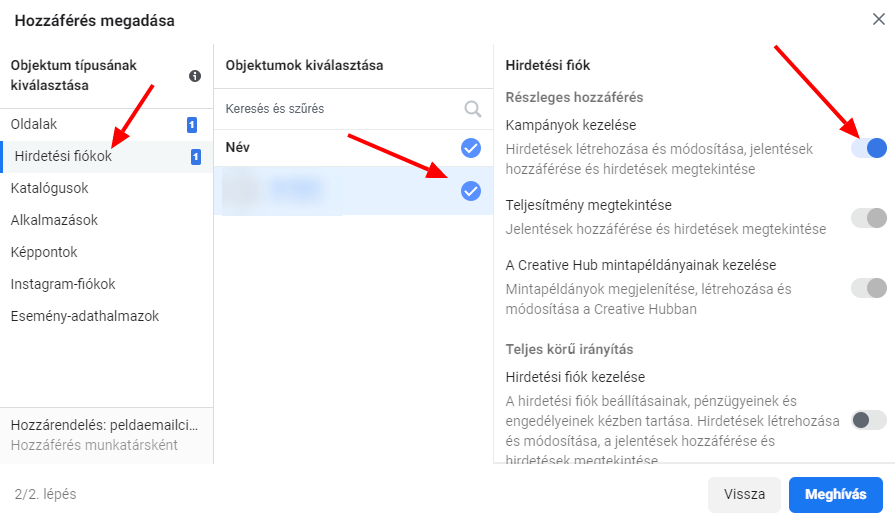 Hozzáférés megadása
Objektum típusának
kiválasztása
Oldalak
1
Hirdetési fiókok
1
Katalógusok
Alkalmazások
Képpontok
Instagram-fiókok
Esemény-adathalmazok
Hozzárendelés: peldaemailci...
Hozzáférés munkatársként
Objektumok kiválasztása
Keresés és szűrés
Név
Hirdetési fiók
Részleges hozzáférés
Kampányok kezelése
Hirdetések létrehozása és módosítása, jelentések
hozzáférése és hirdetések megtekintése
Teljesítmény megtekintése
Jelentések hozzáférése és hirdetések megtekintése
A Creative Hub mintapéldányainak kezelése
Mintapéldányok megjelenítése, létrehozása és
módosítása a Creative Hubban
Teljes körű irányítás
Hirdetési fiók kezelése
A hirdetési fiók beállításainak, pénzügyeinek és
engedélyeinek kézben tartása. Hirdetések létrehozása
és módosítása, a jelentések hozzáférése és
hirdetések megtekintése
2/2. lépés
Vissza
Meghívás